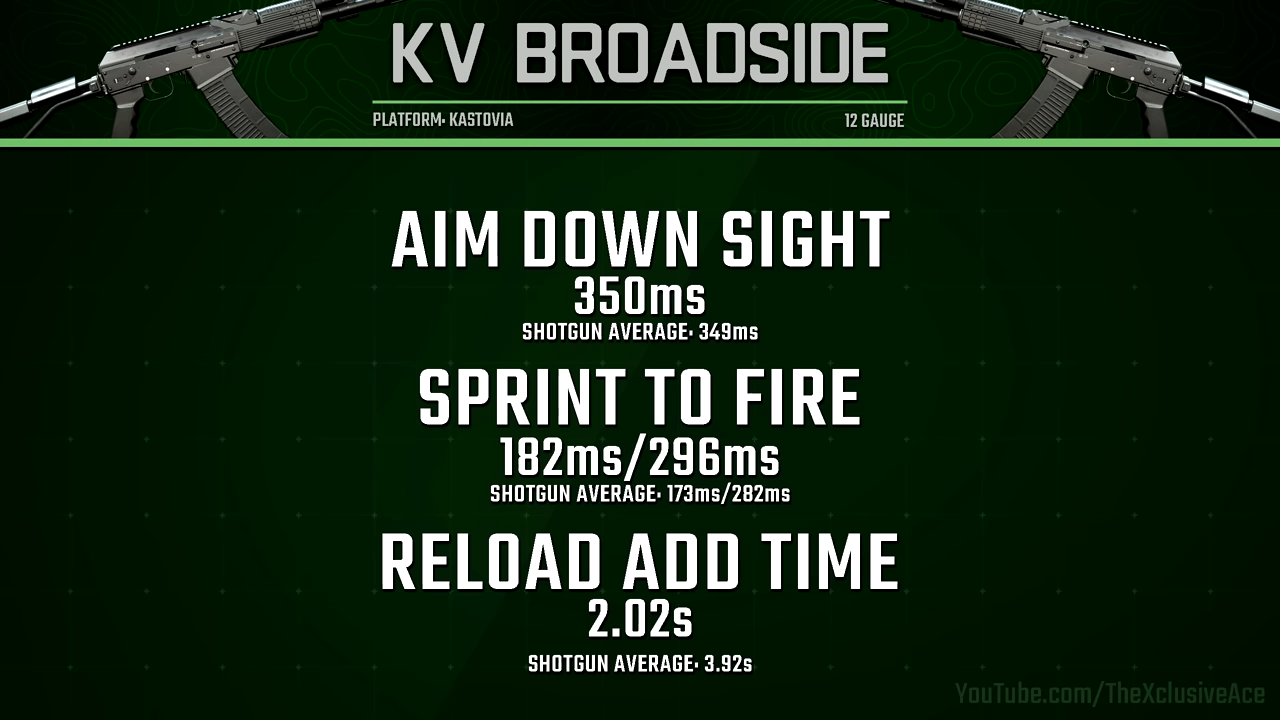 KV BROADSIDE
PLATFORM: KASTOVIA
12 GAUGE
AIM DOWN SIGHT
350ms
SHOTGUN AVERAGE: 349ms
SPRINT TO FIRE
182ms/296ms
SHOTGUN AVERAGE: 173ms/282ms
RELOAD ADD TIME
2.02s
SHOTGUN AVERAGE: 3.92s
YouTube.com/TheXclusiveAce